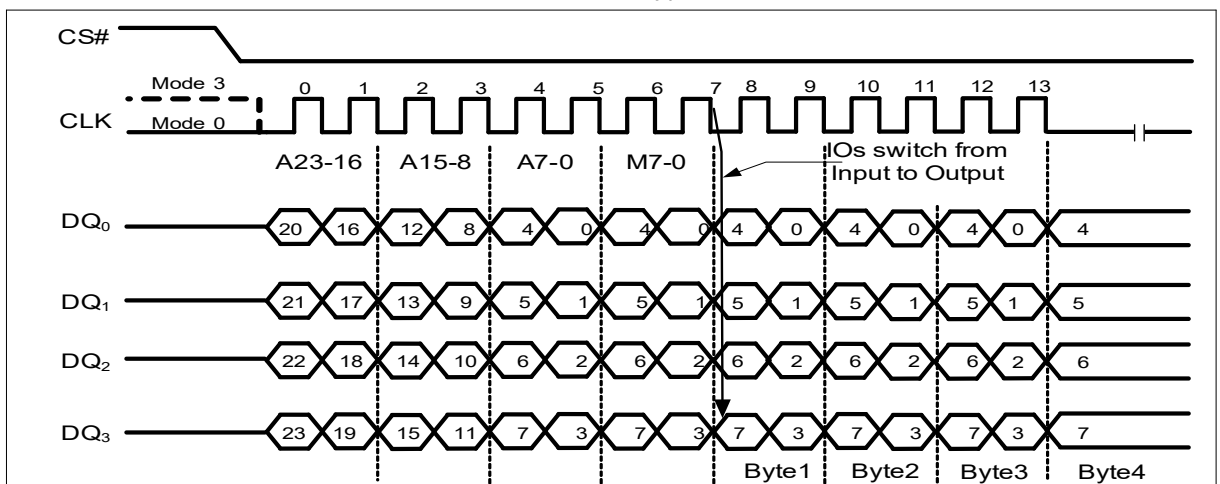 CS#
Mode 3
0 1 2 3 4 5 6 7 8 9 10 11 12 13
CLK
Mode 0
A23-16 A15-8 A7-0 M7-0
IOs switch from
Input to Output
DQ0 20 16 12 8 4 0 4 0 4 0 4 0 4 0 4
DQ1 21 17 13 9 5 1 5 1 5 1 5 1 5 1 5
DQ2 22 18 14 10 6 2 6 2 6 2 6 2 6 2 6
DQ3 23 19 15 11 7 3 7 3 7 3 7 3 7 3 7
Byte1 Byte2 Byte3 Byte4